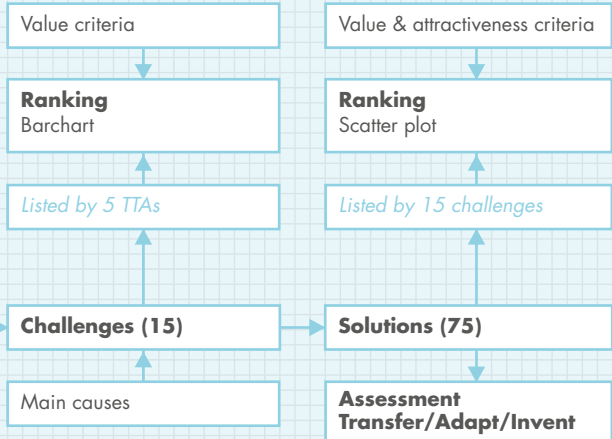 Value criteria
Value & attractiveness criteria
Ranking
Barchart
Ranking
Scatter plot
Listed by 5 TTAs
Listed by 15 challenges
Challenges (15)
Solutions (75)
Main causes
Assessment
Transfer/Adapt/Invent